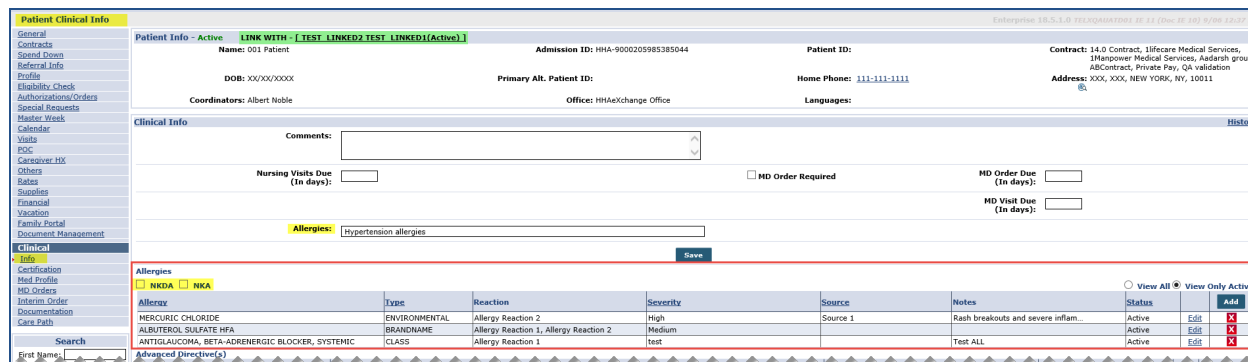 Patient Clinical Info
Enterprise 18.5.1.0
General
Contracts
Spend Down
Referral Info
Profile
Eligibility Check
Authorizations/Orders
Special Requests
Master Week
Calendar
Visits
POC
Caregiver HX
Others
Rates
Supplies
Financial
Vacation
Family Portal
Document Management
Clinical
Info
Certification
Med Profile
MD Orders
Interim Order
Documentation
Care Path
Search
First Name:
Patient Info - Active LINK WITH - [ TEST_LINKED2 TEST_LINKED1(Active) ]
Name: 001 Patient Admission ID: HHA-9000205985385044 Patient ID: Contract: 14.0 Contract, 1lifecare Medical Services,
1Manpower Medical Services, Aadarsh grou
ABContract, Private Pay, QA validation
DOB: XX/XX/XXXX Primary Alt. Patient ID: Home Phone: 111-111-1111 Address: XXX, XXX, NEW YORK, NY, 10011
Coordinators: Albert Noble Office: HHAeXchange Office Languages:
Clinical Info Histo
Comments:
Nursing Visits Due
(In days):
MD Order Required
MD Order Due
(In days):
MD Visit Due
(In days):
Allergies: Hypertension allergies
Save
Allergies
NKDA NKA View All View Only Activ
Allergy Type Reaction Severity Source Notes Status Add
MERCURIC CHLORIDE ENVIRONMENTAL Allergy Reaction 2 High Source 1 Rash breakouts and severe inflam... Active Edit X
ALBUTEROL SULFATE HFA BRANDNAME Allergy Reaction 1, Allergy Reaction 2 Medium Active Edit X
ANTIGLAUCOMA, BETA-ADRENERGIC BLOCKER, SYSTEMIC CLASS Allergy Reaction 1 test Test ALL Active Edit X
Advanced Directive(s)